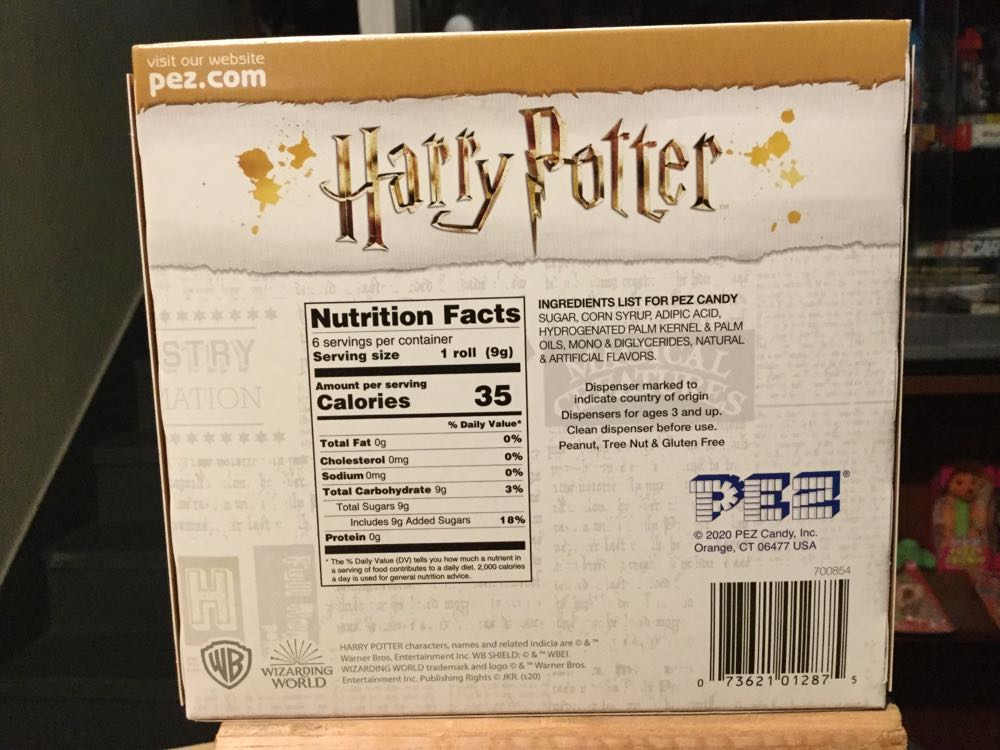 visit our website
pez.com
Harry Potter
™
Nutrition Facts
6 servings per container
Serving size 1 roll (9g)
Amount per serving
Calories 35
% Daily Value*
Total Fat 0g 0%
Cholesterol 0mg 0%
Sodium 0mg 0%
Total Carbohydrate 9g 3%
Total Sugars 9g
Includes 9g Added Sugars 18%
Protein 0g
* The % Daily Value (DV) tells you how much a nutrient in
a serving of food contributes to a daily diet. 2,000 calories
a day is used for general nutrition advice.
INGREDIENTS LIST FOR PEZ CANDY
SUGAR, CORN SYRUP, ADIPIC ACID,
HYDROGENATED PALM KERNEL & PALM
OILS, MONO & DIGLYCERIDES, NATURAL
& ARTIFICIAL FLAVORS.
Dispenser marked to
indicate country of origin
Dispensers for ages 3 and up.
Clean dispenser before use.
Peanut, Tree Nut & Gluten Free
PEZ®
© 2020 PEZ Candy, Inc.
Orange, CT 06477 USA
700854
0 73621 01287 5
WB
WIZARDING
WORLD
HARRY POTTER characters, names and related indicia are © & ™
Warner Bros. Entertainment Inc. WB SHIELD: © & ™ WBEI.
WIZARDING WORLD trademark and logo © & ™ Warner Bros.
Entertainment Inc. Publishing Rights © JKR. (s20)
STRY
ATION
H